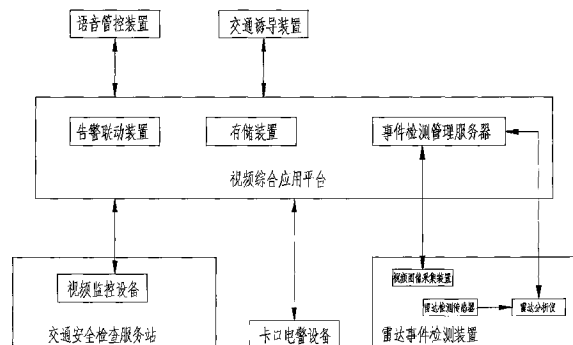 语音管控装置
交通诱导装置
告警联动装置
存储装置
事件检测管理服务器
视频综合应用平台
视频图像采集装置
视频监控设备
雷达检测传感器
雷达分析仪
交通安全检查服务站
卡口电警设备
雷达事件检测装置